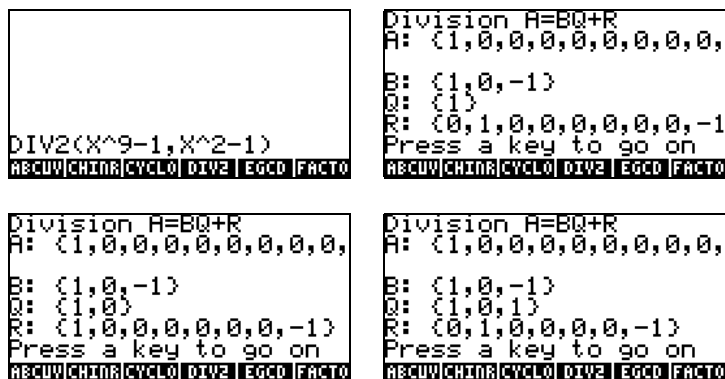 DIV2(X^9-1,X^2-1)
ABCUV CHINR CYCLO DIV2 EGCD FACTO
Division A=BQ+R
A: {1,0,0,0,0,0,0,0,0,
B: {1,0,-1}
Q: {1}
R: {0,1,0,0,0,0,0,0,-1
Press a key to go on
ABCUV CHINR CYCLO DIV2 EGCD FACTO
Division A=BQ+R
A: {1,0,0,0,0,0,0,0,0,
B: {1,0,-1}
Q: {1,0}
R: {1,0,0,0,0,0,0,-1}
Press a key to go on
ABCUV CHINR CYCLO DIV2 EGCD FACTO
Division A=BQ+R
A: {1,0,0,0,0,0,0,0,0,
B: {1,0,-1}
Q: {1,0,1}
R: {0,1,0,0,0,0,-1}
Press a key to go on
ABCUV CHINR CYCLO DIV2 EGCD FACTO